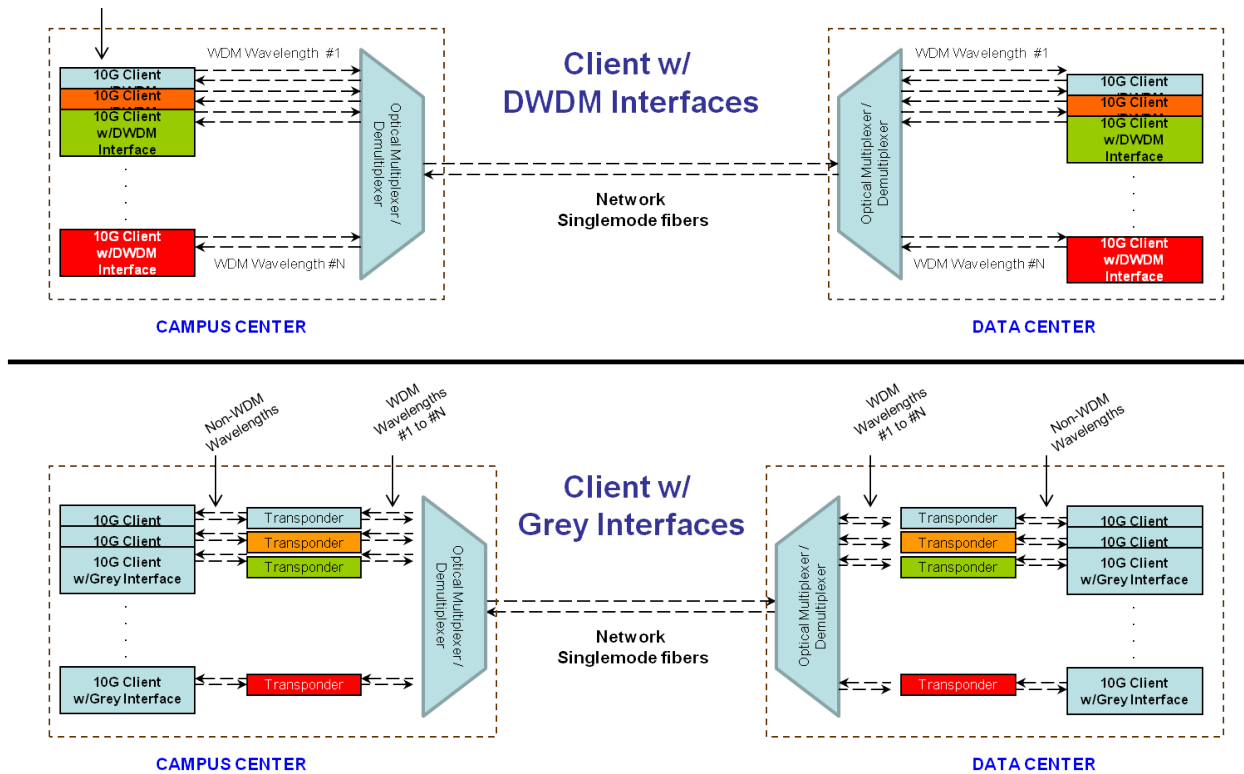 WDM Wavelength #1
10G Client
10G Client
10G Client
w/DWDM
Interface
.
.
.
.
10G Client
w/DWDM
Interface
WDM Wavelength #N
Optical Multiplexer /
Demultiplexer
CAMPUS CENTER
Client w/
DWDM Interfaces
Network
Singlemode fibers
WDM Wavelength #1
Optical Multiplexer /
Demultiplexer
10G Client
10G Client
10G Client
w/DWDM
Interface
.
.
.
.
10G Client
w/DWDM
Interface
WDM Wavelength #N
DATA CENTER
Non-WDM
Wavelengths
WDM
Wavelengths
#1 to #N
10G Client
10G Client
10G Client
w/Grey Interface
.
.
.
.
10G Client
w/Grey Interface
Transponder
Transponder
Transponder
Transponder
Optical Multiplexer /
Demultiplexer
CAMPUS CENTER
Client w/
Grey Interfaces
Network
Singlemode fibers
WDM
Wavelengths
#1 to #N
Non-WDM
Wavelengths
Optical Multiplexer /
Demultiplexer
Transponder
Transponder
Transponder
Transponder
10G Client
10G Client
10G Client
w/Grey Interface
.
.
.
.
10G Client
w/Grey Interface
DATA CENTER